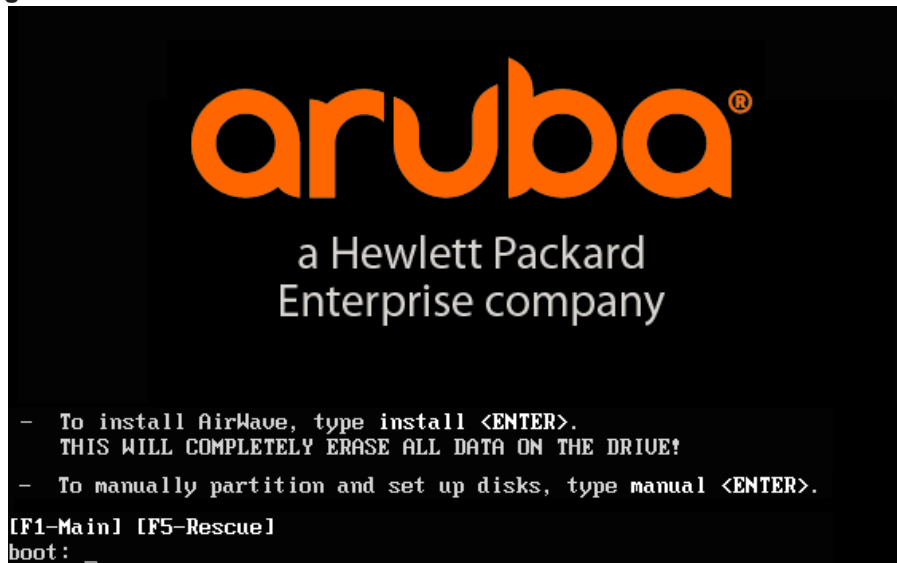 aruba®
a Hewlett Packard
Enterprise company
- To install AirWave, type install <ENTER>.
THIS WILL COMPLETELY ERASE ALL DATA ON THE DRIVE!
- To manually partition and set up disks, type manual <ENTER>.
[F1-Main] [F5-Rescue]
boot: _